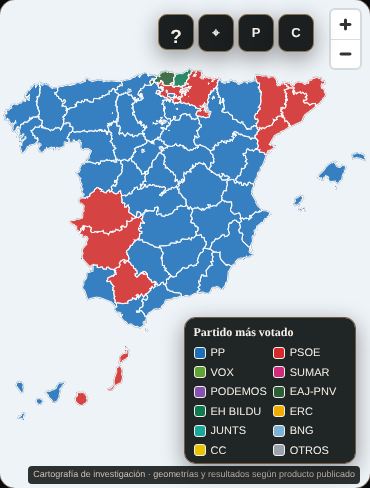 ? ⌖ P C +
−
Partido más votado
PP PSOE
VOX SUMAR
PODEMOS EAJ-PNV
EH BILDU ERC
JUNTS BNG
CC OTROS
Cartografía de investigación · geometrías y resultados según producto publicado